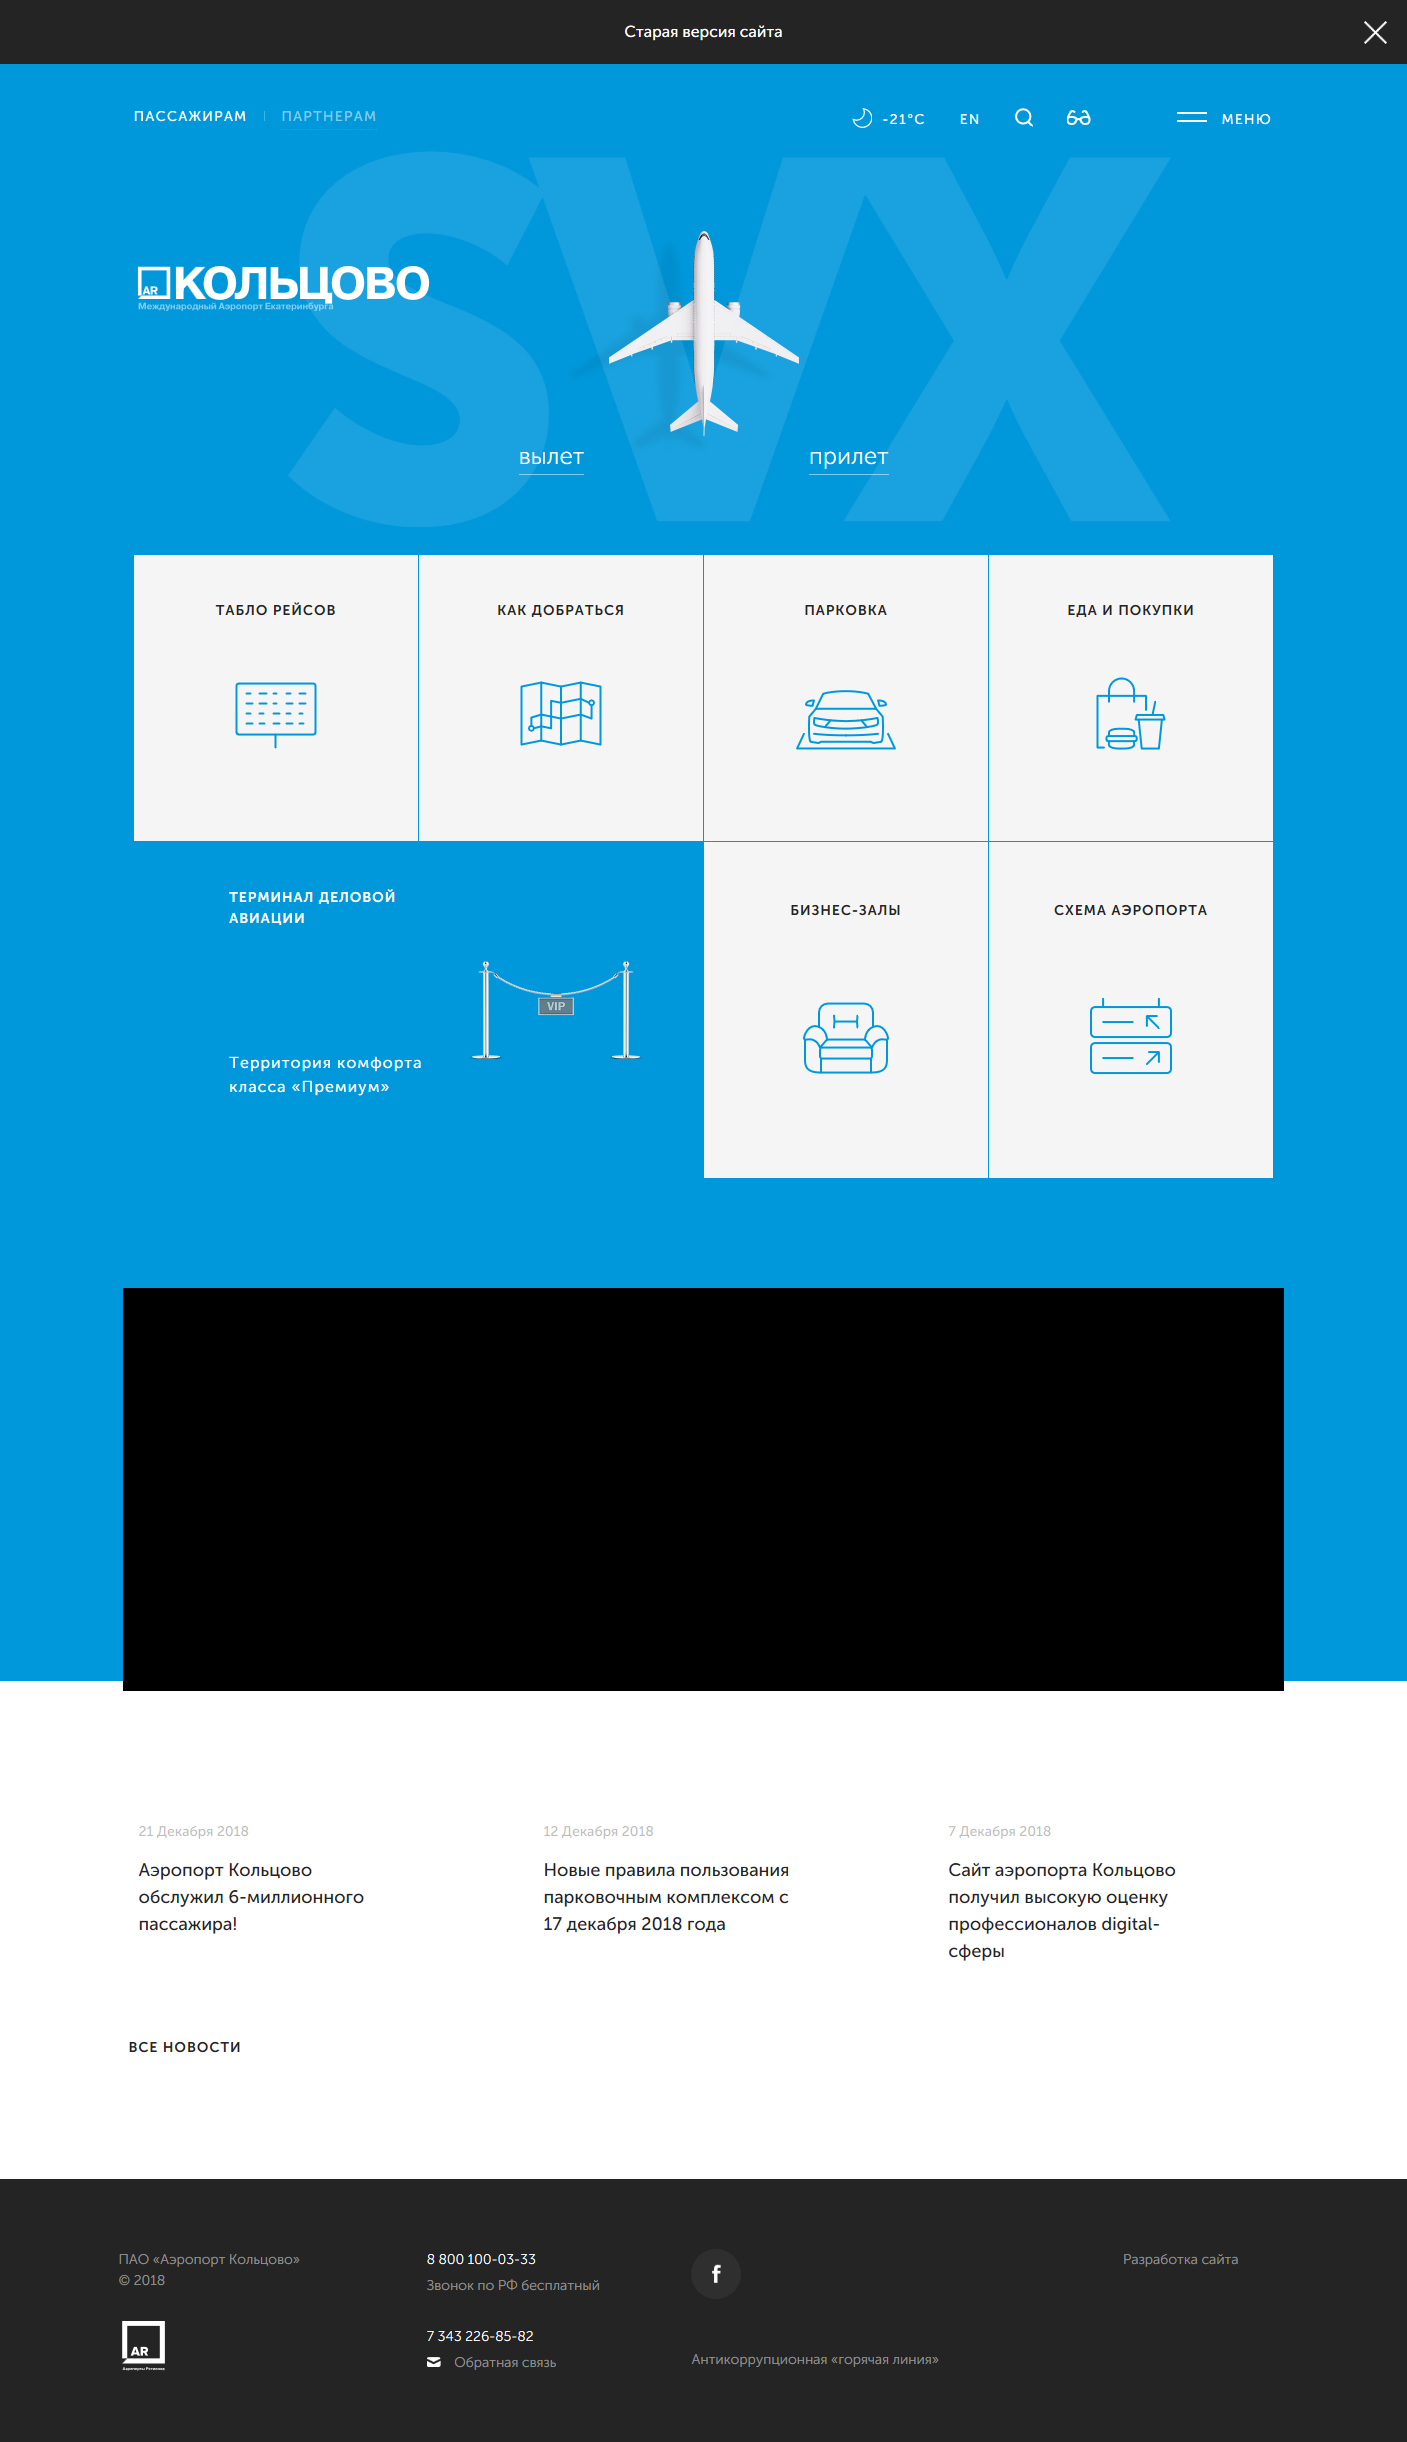 Старая версия сайта
ПАССАЖИРАМ
ПАРТНЕРАМ
-21°C
EN
МЕНЮ
SVX
AR
КОЛЬЦОВО
Международный Аэропорт Екатеринбурга
вылет
прилет
ТАБЛО РЕЙСОВ
КАК ДОБРАТЬСЯ
ПАРКОВКА
ЕДА И ПОКУПКИ
ТЕРМИНАЛ ДЕЛОВОЙ
АВИАЦИИ
VIP
Территория комфорта
класса «Премиум»
БИЗНЕС-ЗАЛЫ
СХЕМА АЭРОПОРТА
21 Декабря 2018
Аэропорт Кольцово
обслужил 6-миллионного
пассажира!
12 Декабря 2018
Новые правила пользования
парковочным комплексом с
17 декабря 2018 года
7 Декабря 2018
Сайт аэропорта Кольцово
получил высокую оценку
профессионалов digital-
сферы
ВСЕ НОВОСТИ
ПАО «Аэропорт Кольцово»
© 2018
AR
Аэропорты Регионов
8 800 100-03-33
Звонок по РФ бесплатный
7 343 226-85-82
Обратная связь
f
Антикоррупционная «горячая линия»
Разработка сайта